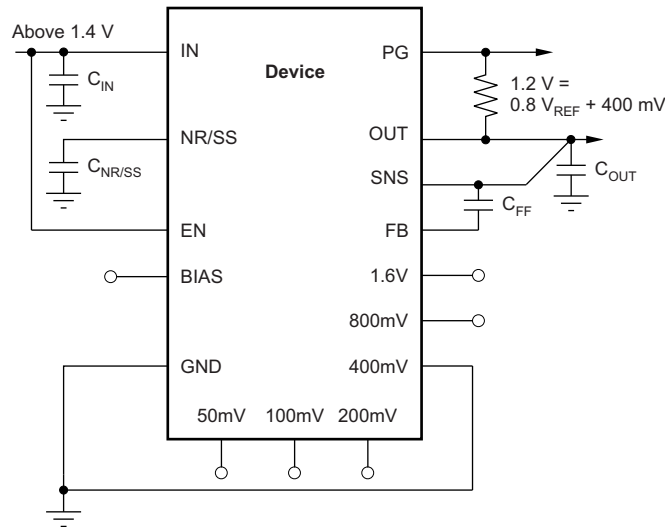 Above 1.4 V
IN
PG
Device
C_IN
1.2 V =
0.8 V_REF + 400 mV
NR/SS
OUT
C_NR/SS
SNS
C_OUT
C_FF
EN
FB
BIAS
1.6V
800mV
GND
400mV
50mV 100mV 200mV